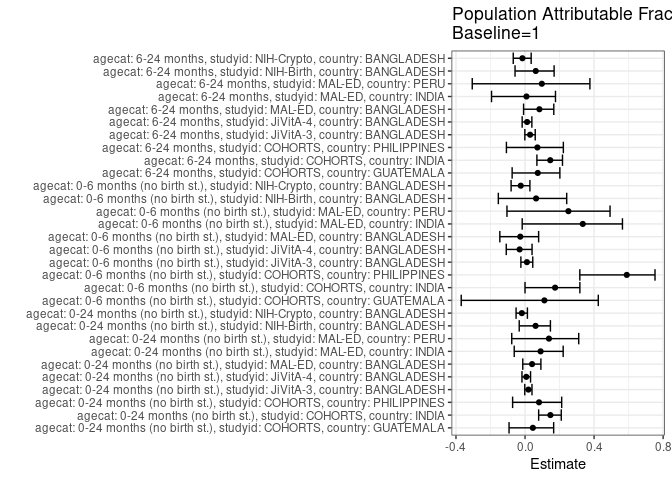 Population Attributable Frac
Baseline=1
agecat: 6-24 months, studyid: NIH-Crypto, country: BANGLADESH
agecat: 6-24 months, studyid: NIH-Birth, country: BANGLADESH
agecat: 6-24 months, studyid: MAL-ED, country: PERU
agecat: 6-24 months, studyid: MAL-ED, country: INDIA
agecat: 6-24 months, studyid: MAL-ED, country: BANGLADESH
agecat: 6-24 months, studyid: JiVitA-4, country: BANGLADESH
agecat: 6-24 months, studyid: JiVitA-3, country: BANGLADESH
agecat: 6-24 months, studyid: COHORTS, country: PHILIPPINES
agecat: 6-24 months, studyid: COHORTS, country: INDIA
agecat: 6-24 months, studyid: COHORTS, country: GUATEMALA
agecat: 0-6 months (no birth st.), studyid: NIH-Crypto, country: BANGLADESH
agecat: 0-6 months (no birth st.), studyid: NIH-Birth, country: BANGLADESH
agecat: 0-6 months (no birth st.), studyid: MAL-ED, country: PERU
agecat: 0-6 months (no birth st.), studyid: MAL-ED, country: INDIA
agecat: 0-6 months (no birth st.), studyid: MAL-ED, country: BANGLADESH
agecat: 0-6 months (no birth st.), studyid: JiVitA-4, country: BANGLADESH
agecat: 0-6 months (no birth st.), studyid: JiVitA-3, country: BANGLADESH
agecat: 0-6 months (no birth st.), studyid: COHORTS, country: PHILIPPINES
agecat: 0-6 months (no birth st.), studyid: COHORTS, country: INDIA
agecat: 0-6 months (no birth st.), studyid: COHORTS, country: GUATEMALA
agecat: 0-24 months (no birth st.), studyid: NIH-Crypto, country: BANGLADESH
agecat: 0-24 months (no birth st.), studyid: NIH-Birth, country: BANGLADESH
agecat: 0-24 months (no birth st.), studyid: MAL-ED, country: PERU
agecat: 0-24 months (no birth st.), studyid: MAL-ED, country: INDIA
agecat: 0-24 months (no birth st.), studyid: MAL-ED, country: BANGLADESH
agecat: 0-24 months (no birth st.), studyid: JiVitA-4, country: BANGLADESH
agecat: 0-24 months (no birth st.), studyid: JiVitA-3, country: BANGLADESH
agecat: 0-24 months (no birth st.), studyid: COHORTS, country: PHILIPPINES
agecat: 0-24 months (no birth st.), studyid: COHORTS, country: INDIA
agecat: 0-24 months (no birth st.), studyid: COHORTS, country: GUATEMALA
-0.4 0.0 0.4 0.8
Estimate